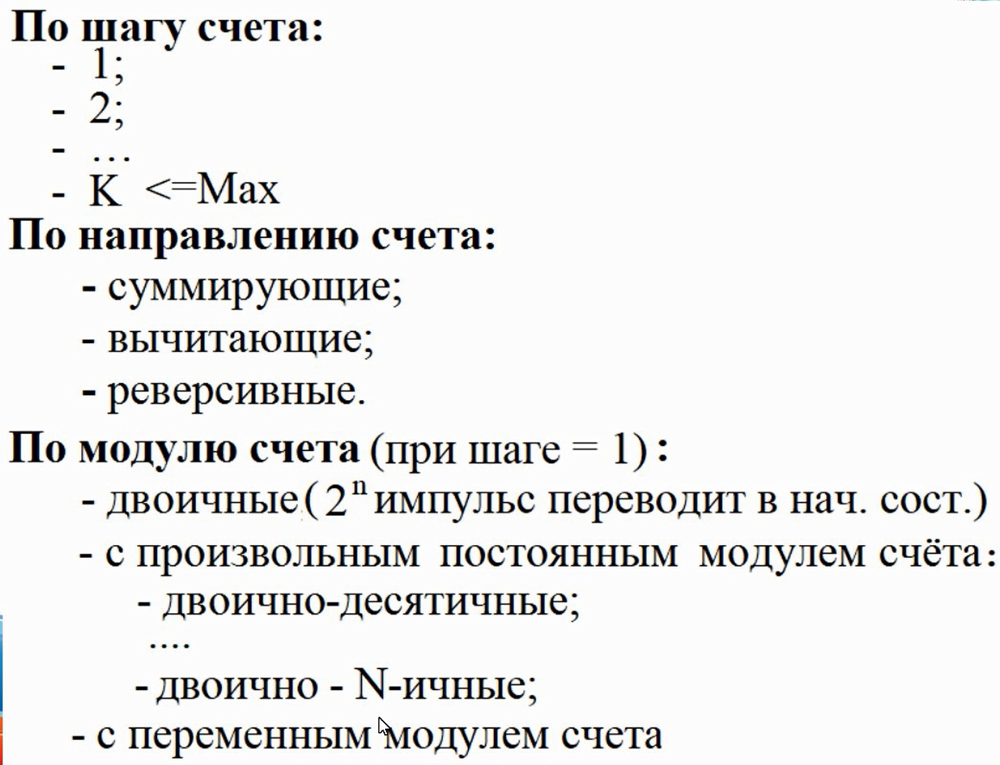 По шагу счета:
- 1;
- 2;
- ...
- K <=Max
По направлению счета:
- суммирующие;
- вычитающие;
- реверсивные.
По модулю счета (при шаге = 1) :
- двоичные ( 2ⁿ импульс переводит в нач. сост.)
- с произвольным постоянным модулем счёта:
- двоично-десятичные;
....
- двоично - N-ичные;
- с переменным модулем счета